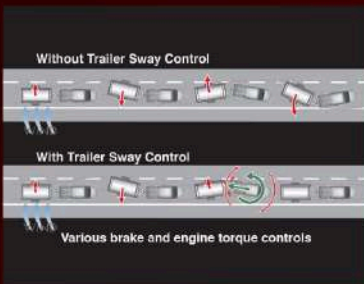 Without Trailer Sway Control
With Trailer Sway Control
Various brake and engine torque controls